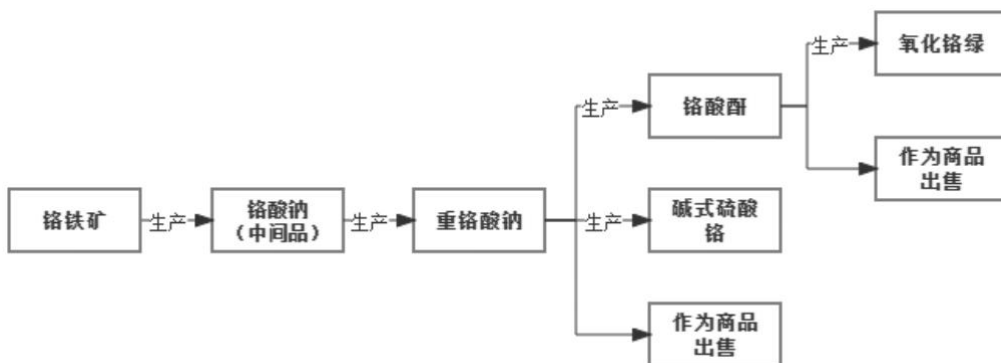 生产
氧化铬绿
生产
铬酸酐
作为商品
出售
铬铁矿
生产
铬酸钠
（中间品）
生产
重铬酸钠
生产
碱式硫酸
铬
作为商品
出售